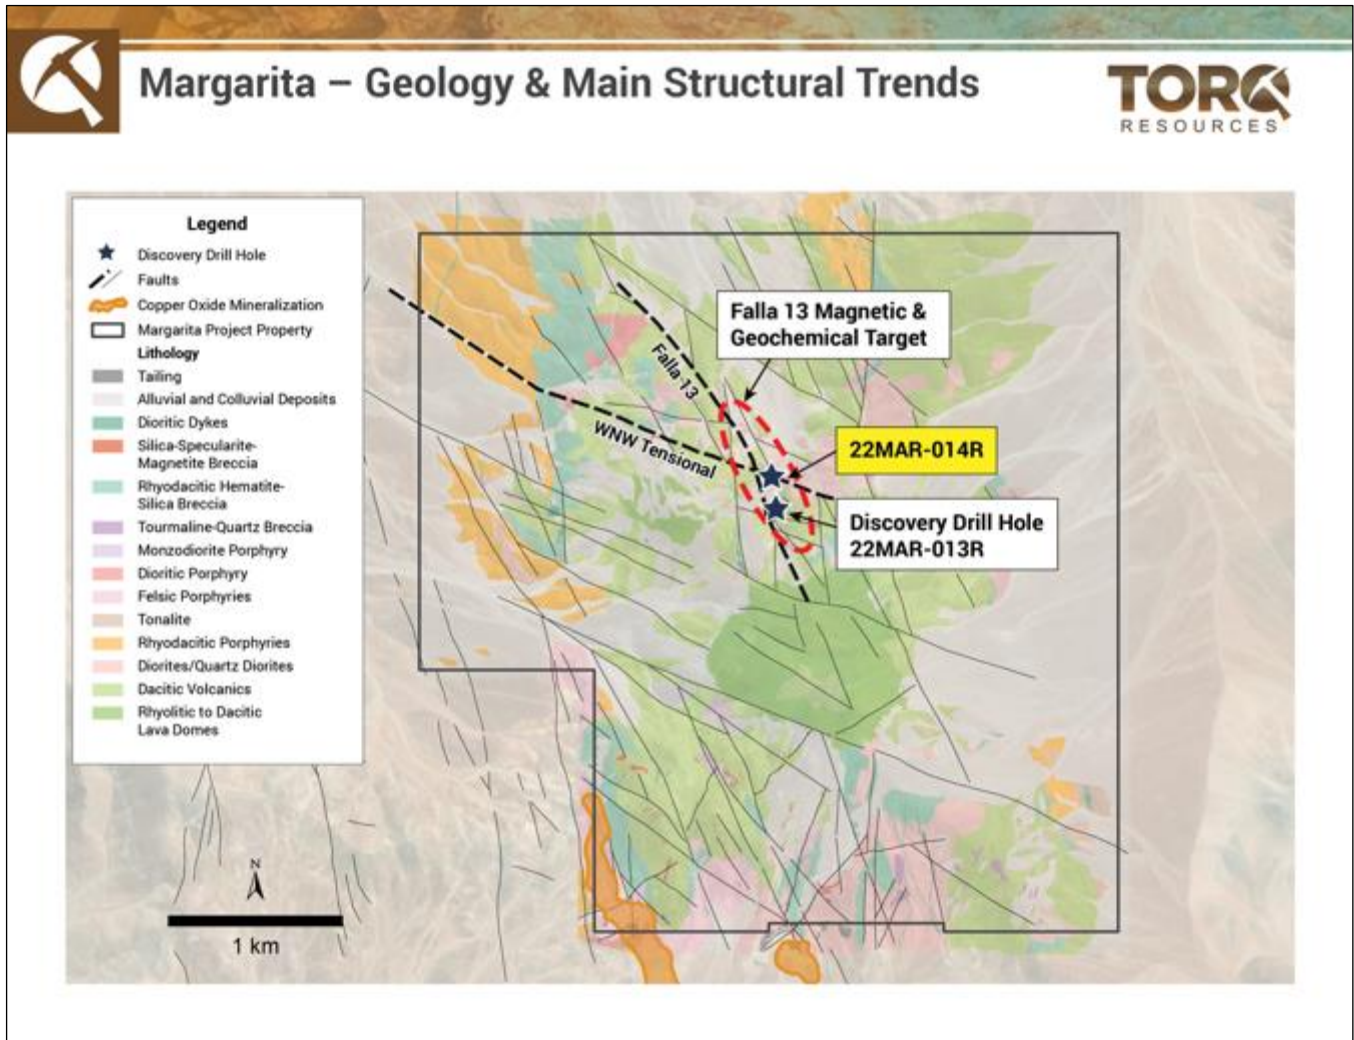 Margarita – Geology & Main Structural Trends
TORQ
RESOURCES
Legend
Discovery Drill Hole
Faults
Copper Oxide Mineralization
Margarita Project Property
Lithology
Tailing
Alluvial and Colluvial Deposits
Dioritic Dykes
Silica-Specularite-
Magnetite Breccia
Rhyodacitic Hematite-
Silica Breccia
Tourmaline-Quartz Breccia
Monzodiorite Porphyry
Dioritic Porphyry
Felsic Porphyries
Tonalite
Rhyodacitic Porphyries
Diorites/Quartz Diorites
Dacitic Volcanics
Rhyolitic to Dacitic
Lava Domes
N
1 km
Falla 13 Magnetic &
Geochemical Target
Falla 13
WNW Tensional
22MAR-014R
Discovery Drill Hole
22MAR-013R